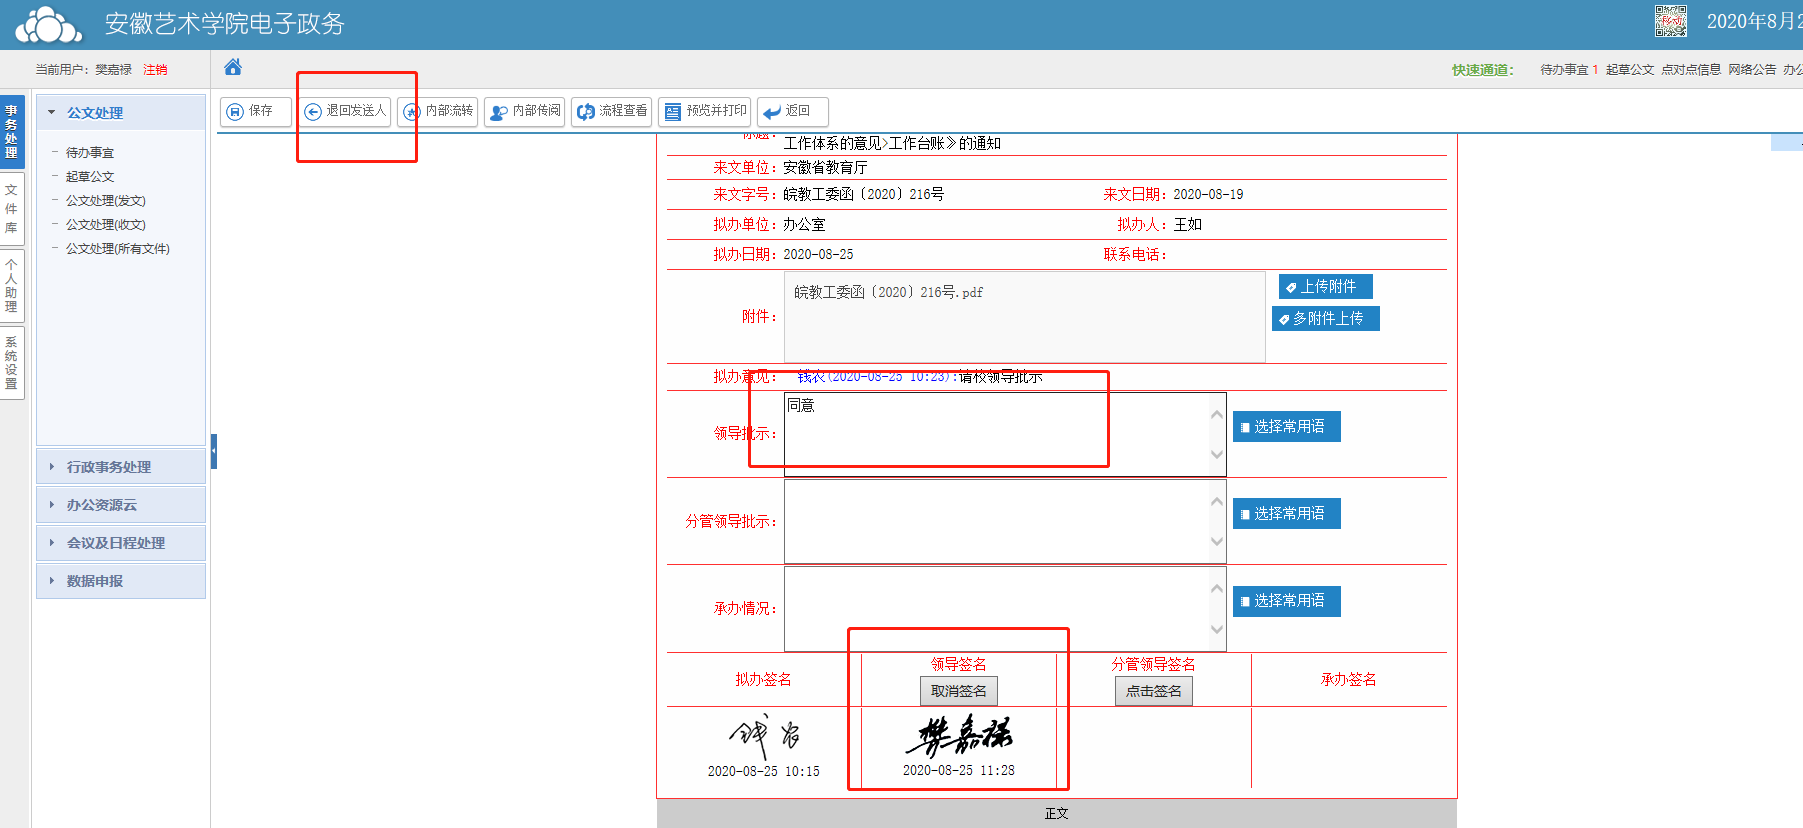 安徽艺术学院电子政务
2020年8月2
当前用户：樊嘉禄 注销
快速通道： 待办事宜 1 起草公文 点对点信息 网络公告 办公
事务处理
文件库
个人助理
系统设置
公文处理
待办事宜
起草公文
公文处理(发文)
公文处理(收文)
公文处理(所有文件)
行政事务处理
办公资源云
会议及日程处理
数据申报
保存 退回发送人 内部流转 内部传阅 流程查看 预览并打印 返回
标题：
工作体系的意见>工作台账》的通知
来文单位：安徽省教育厅
来文字号：皖教工委函〔2020〕216号 来文日期：2020-08-19
拟办单位：办公室 拟办人：王如
拟办日期：2020-08-25 联系电话：
附件：皖教工委函〔2020〕216号.pdf
上传附件
多附件上传
拟办意见： 钱农(2020-08-25 10:23):请校领导批示
领导批示：同意 选择常用语
分管领导批示： 选择常用语
承办情况： 选择常用语
拟办签名 领导签名 分管领导签名 承办签名
取消签名 点击签名
钱农 樊嘉禄
2020-08-25 10:15 2020-08-25 11:28
正文